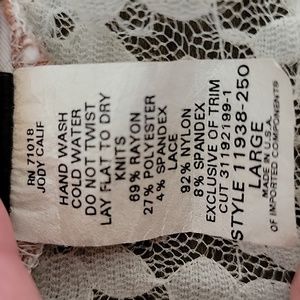 RN 77018
JODY CALIF
HAND WASH
COLD WATER
DO NOT TWIST
LAY FLAT TO DRY
KNITS
69% RAYON
27% POLYESTER
4% SPANDEX
LACE
92% NYLON
8% SPANDEX
EXCLUSIVE OF TRIM
CUT 31192199-1
STYLE 11938-250
LARGE
MADE IN U.S.A.
OF IMPORTED COMPONENTS